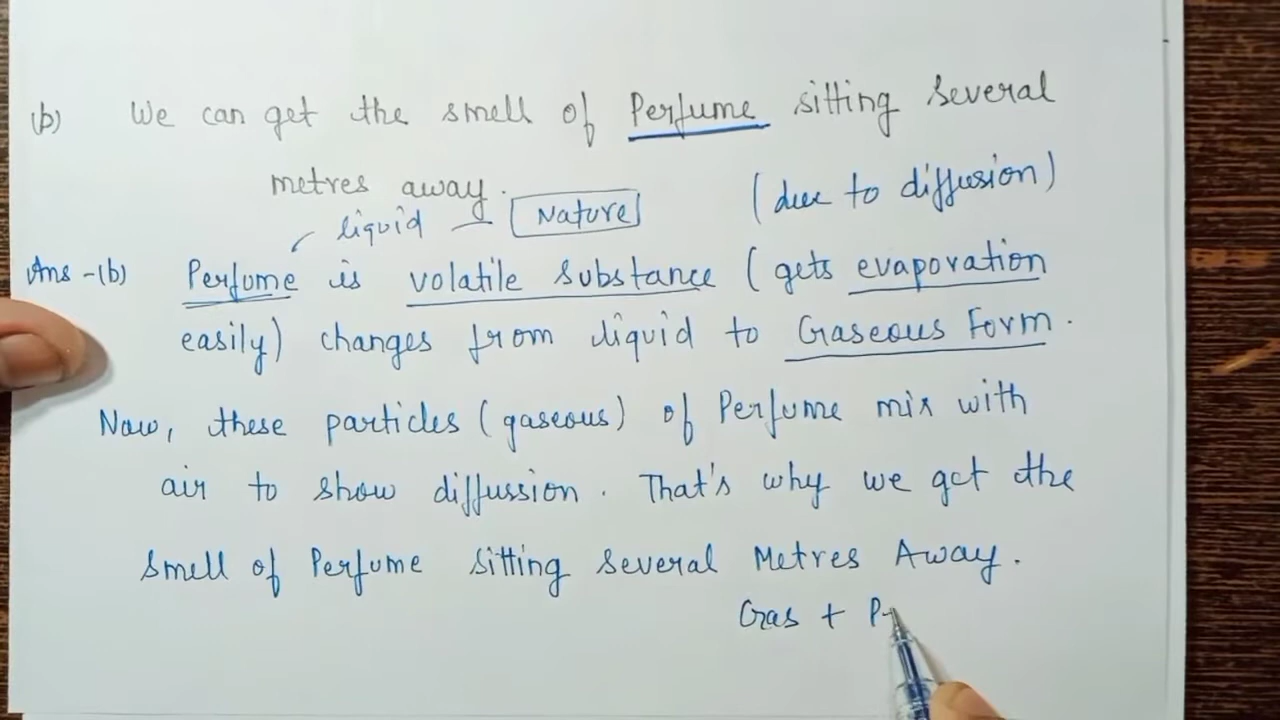 (b) We can get the smell of Perfume sitting several
metres away. (due to diffusion)
liquid - Nature
Ans - (b) Perfume is volatile substance (gets evaporation
easily) changes from liquid to Gaseous Form.
Now, these particles (gaseous) of Perfume mix with
air to show diffussion. That's why we get the
smell of Perfume sitting several Metres Away.
Gas + P